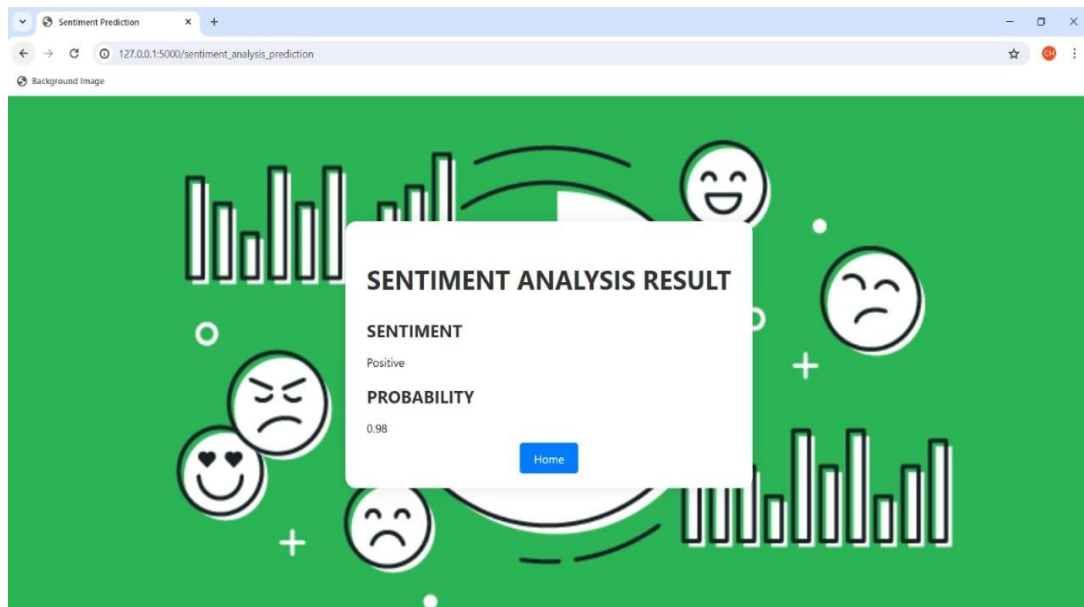 Sentiment Prediction
127.0.0.1:5000/sentiment_analysis_prediction
CH
Background Image
SENTIMENT ANALYSIS RESULT
SENTIMENT
Positive
PROBABILITY
0.98
Home